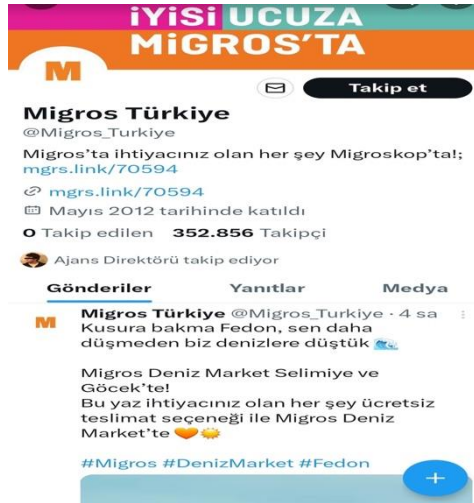 iYiSi UCUZA
MiGROS'TA
M
Takip et
Migros Türkiye
@Migros_Turkiye
Migros'ta ihtiyacınız olan her şey Migroskop'ta!;
mgrs.link/70594
mgrs.link/70594
Mayıs 2012 tarihinde katıldı
0 Takip edilen 352.856 Takipçi
Ajans Direktörü takip ediyor
Gönderiler Yanıtlar Medya
M
Migros Türkiye @Migros_Turkiye · 4 sa
Kusura bakma Fedon, sen daha
düşmeden biz denizlere düştük
Migros Deniz Market Selimiye ve
Göcek'te!
Bu yaz ihtiyacınız olan her şey ücretsiz
teslimat seçeneği ile Migros Deniz
Market'te 🧡☀️
#Migros #DenizMarket #Fedon